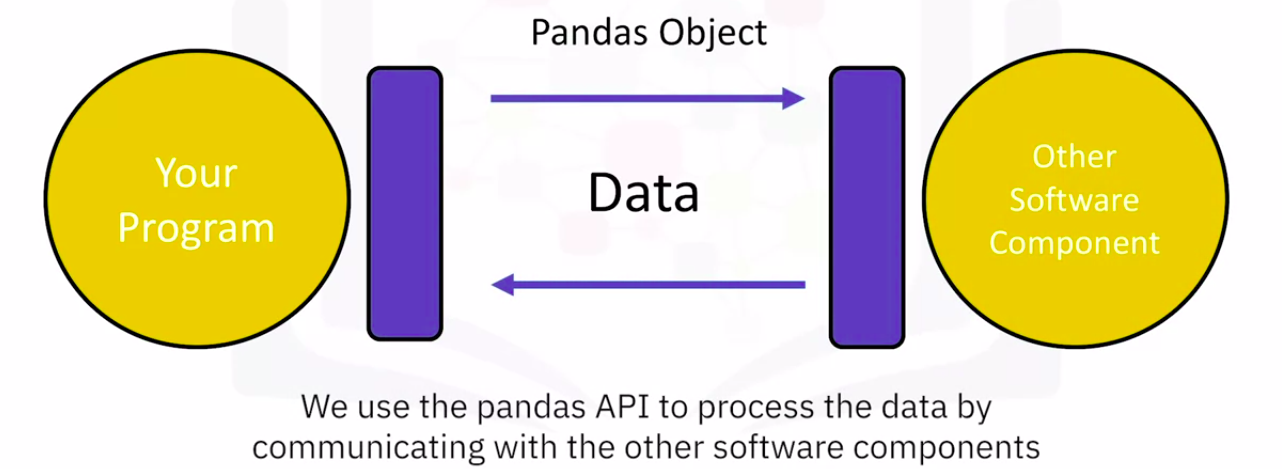 Pandas Object
Your
Program
Data
Other
Software
Component
We use the pandas API to process the data by
communicating with the other software components